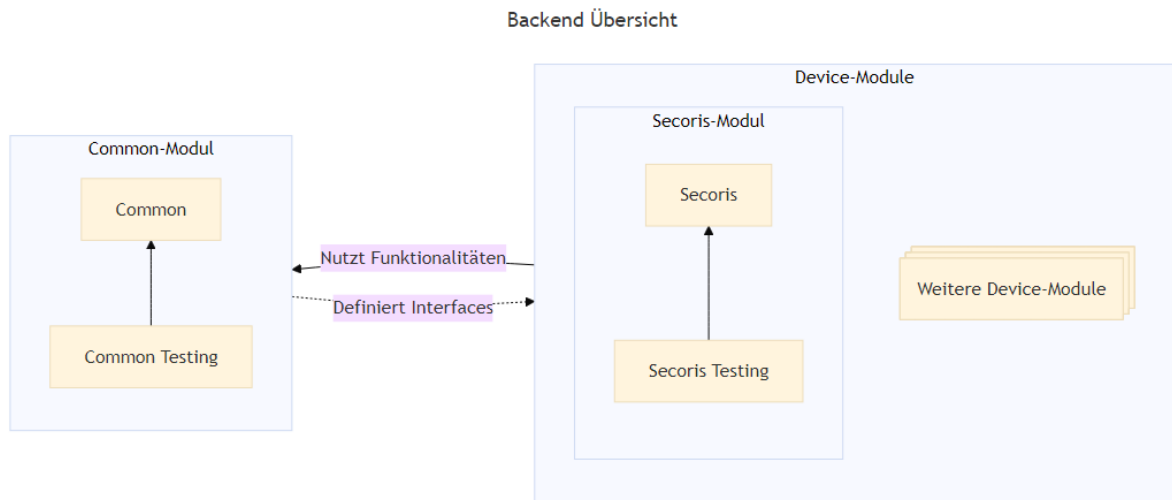 Backend Übersicht
Device-Module
Secoris-Modul
Common-Modul
Common
Secoris
Nutzt Funktionalitäten
Definiert Interfaces
Weitere Device-Module
Common Testing
Secoris Testing